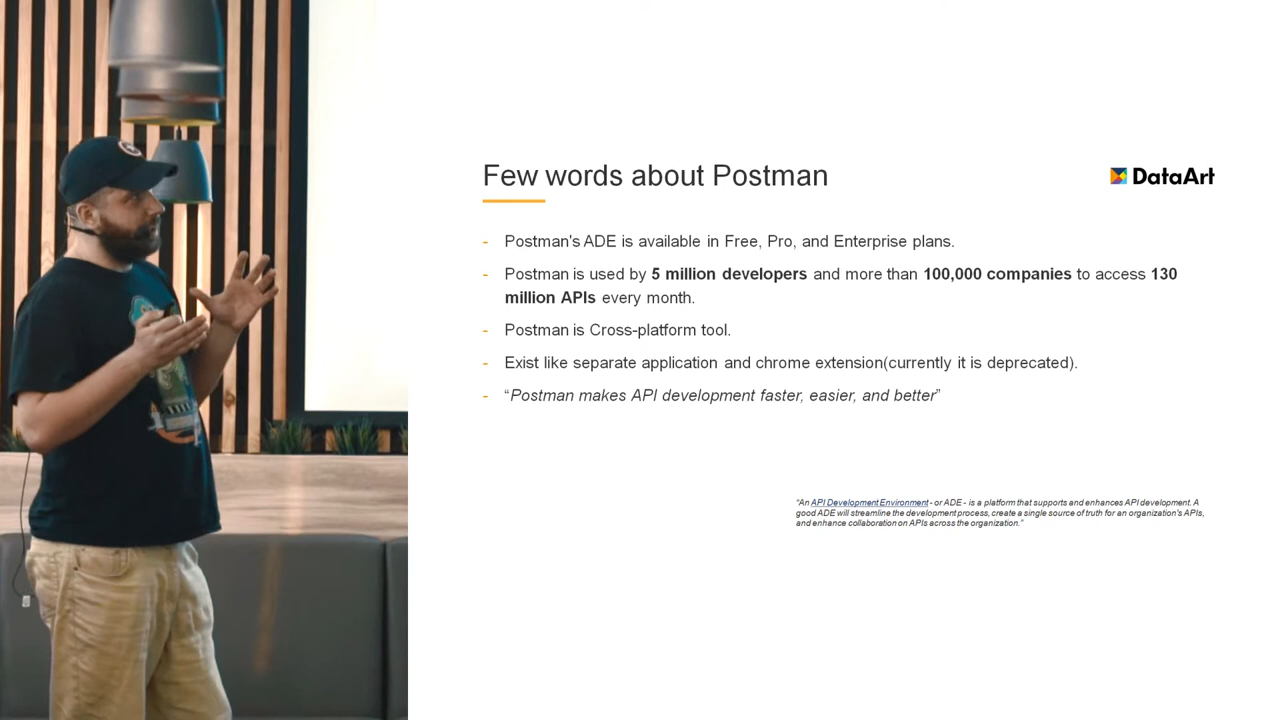 Few words about Postman
DataArt
- Postman's ADE is available in Free, Pro, and Enterprise plans.
- Postman is used by 5 million developers and more than 100,000 companies to access 130
million APIs every month.
- Postman is Cross-platform tool.
- Exist like separate application and chrome extension(currently it is deprecated).
- “Postman makes API development faster, easier, and better”
“An API Development Environment - or ADE - is a platform that supports and enhances API development. A
good ADE will streamline the development process, create a single source of truth for an organization's APIs,
and enhance collaboration on APIs across the organization.”